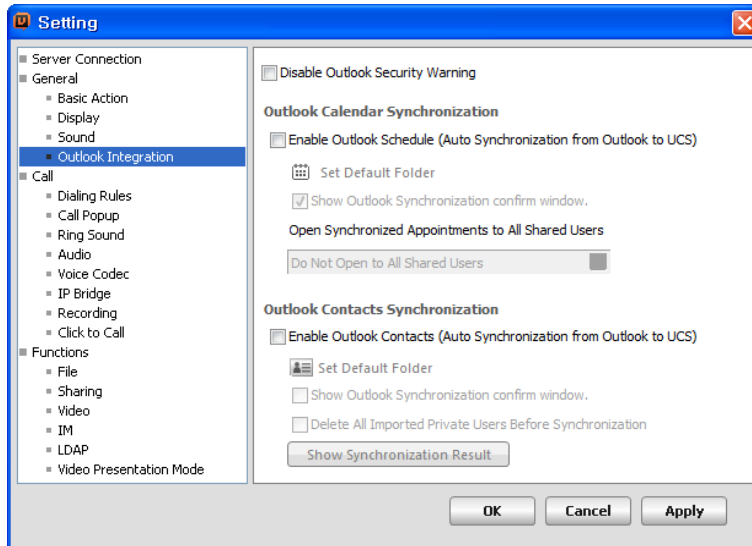 Setting
Server Connection
General
Basic Action
Display
Sound
Outlook Integration
Call
Dialing Rules
Call Popup
Ring Sound
Audio
Voice Codec
IP Bridge
Recording
Click to Call
Functions
File
Sharing
Video
IM
LDAP
Video Presentation Mode
Disable Outlook Security Warning
Outlook Calendar Synchronization
Enable Outlook Schedule (Auto Synchronization from Outlook to UCS)
Set Default Folder
Show Outlook Synchronization confirm window.
Open Synchronized Appointments to All Shared Users
Do Not Open to All Shared Users
Outlook Contacts Synchronization
Enable Outlook Contacts (Auto Synchronization from Outlook to UCS)
Set Default Folder
Show Outlook Synchronization confirm window.
Delete All Imported Private Users Before Synchronization
Show Synchronization Result
OK Cancel Apply